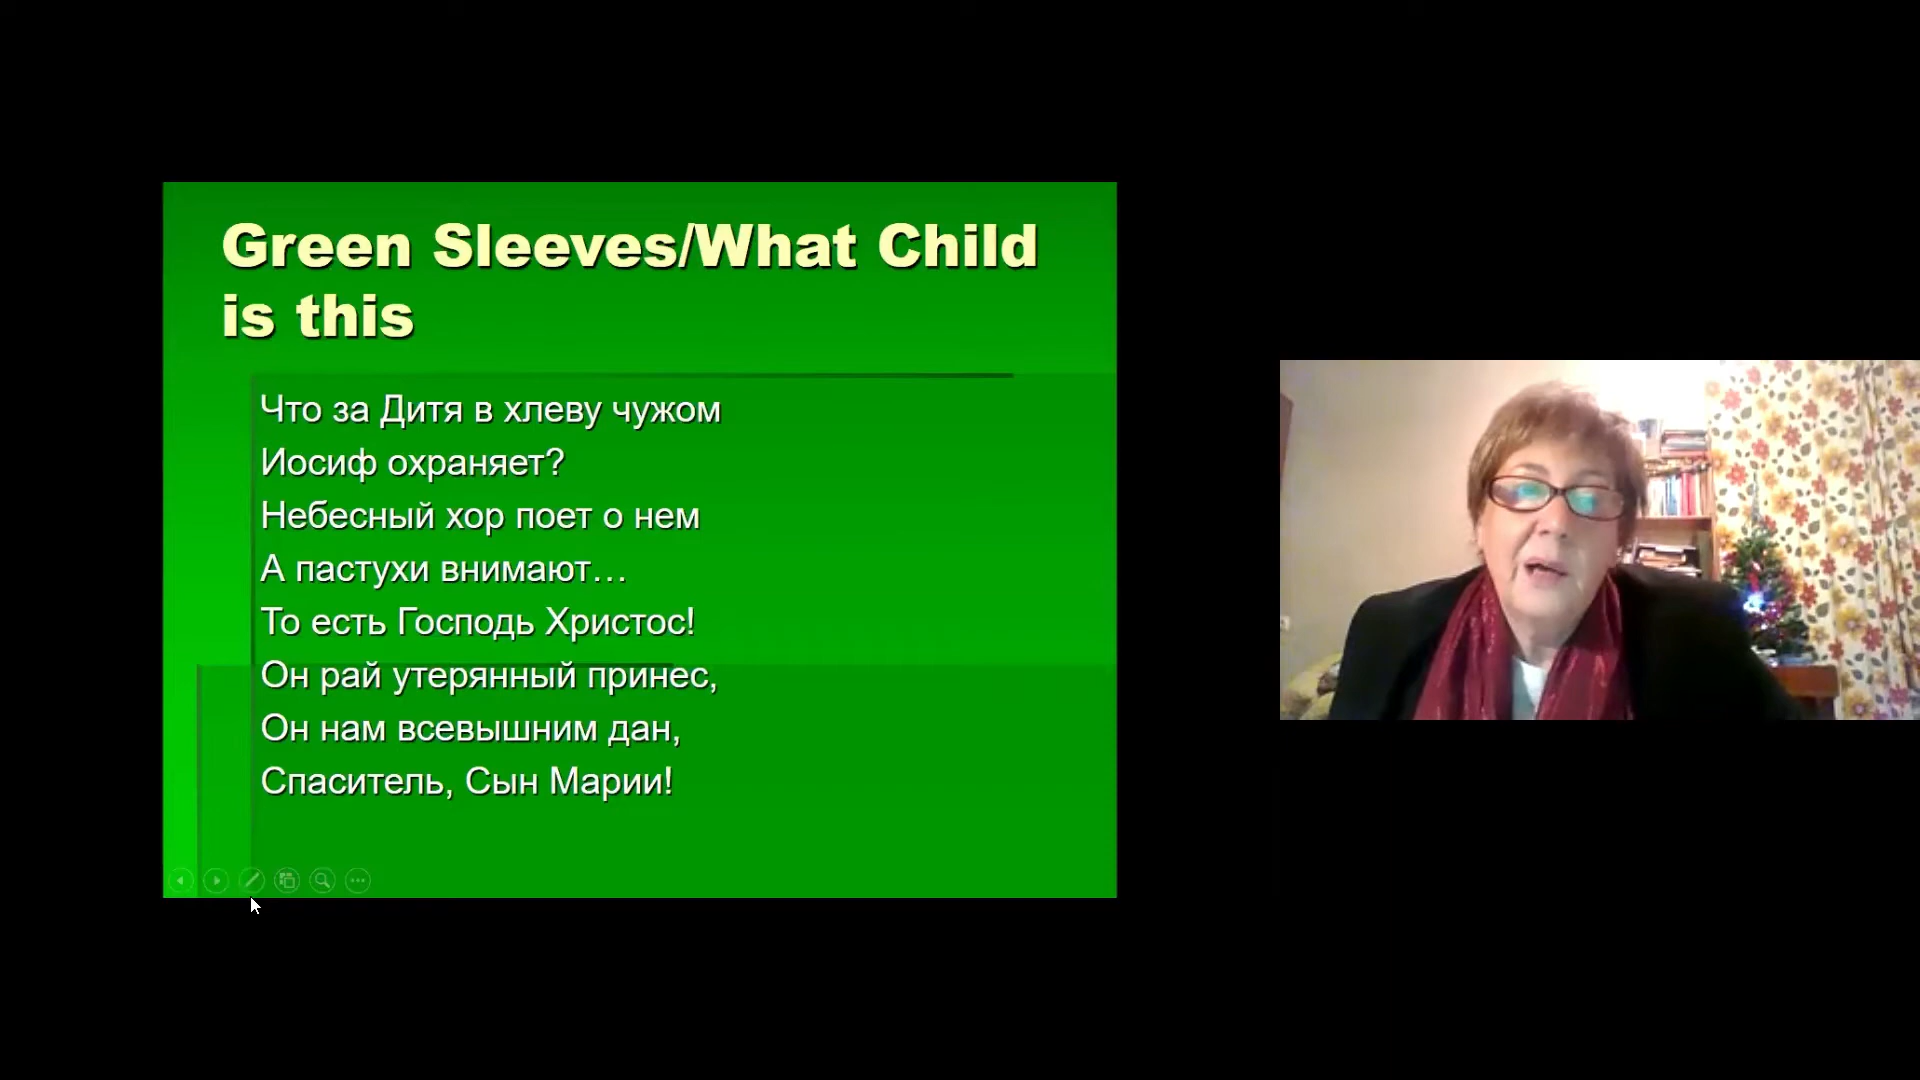 Green Sleeves/What Child
is this
Что за Дитя в хлеву чужом
Иосиф охраняет?
Небесный хор поет о нем
А пастухи внимают…
То есть Господь Христос!
Он рай утерянный принес,
Он нам всевышним дан,
Спаситель, Сын Марии!